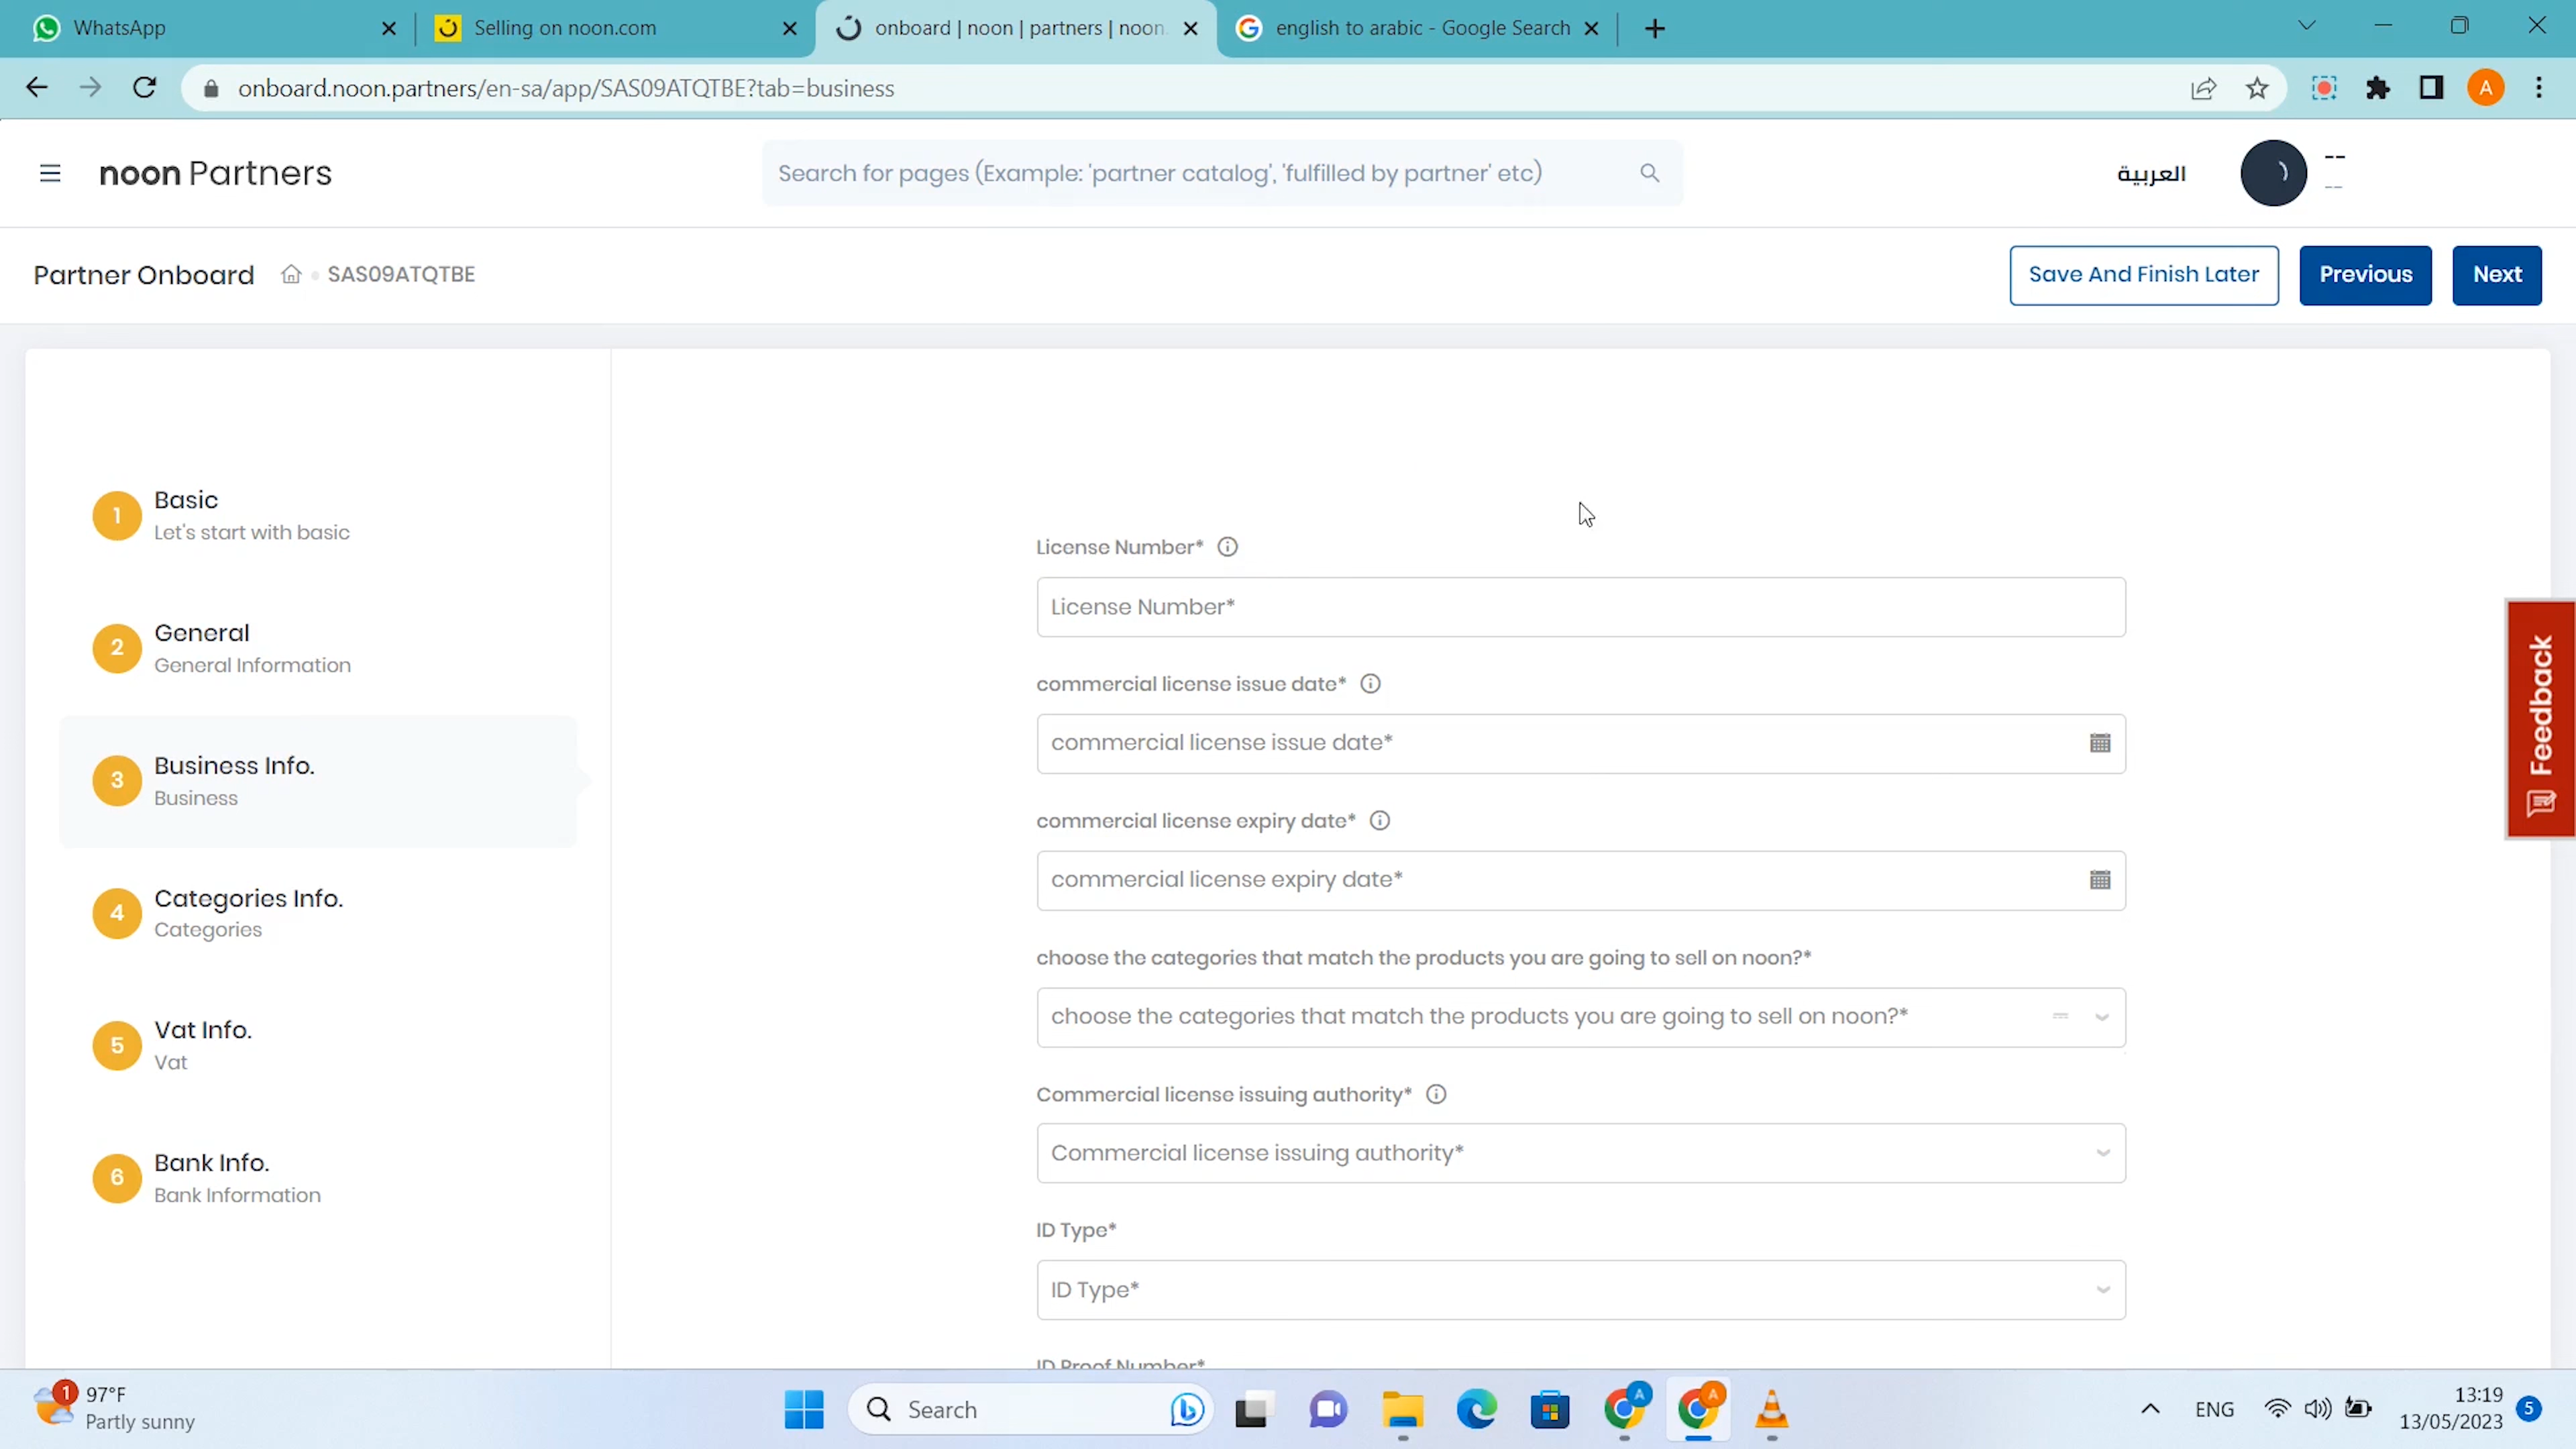 WhatsApp
Selling on noon.com
onboard | noon | partners | noon.
english to arabic - Google Search
onboard.noon.partners/en-sa/app/SAS09ATQTBE?tab=business
A
noon Partners
Search for pages (Example: 'partner catalog', 'fulfilled by partner' etc)
العربية
--
--
Partner Onboard
SAS09ATQTBE
Save And Finish Later
Previous
Next
1
Basic
Let's start with basic
2
General
General Information
3
Business Info.
Business
4
Categories Info.
Categories
5
Vat Info.
Vat
6
Bank Info.
Bank Information
License Number*
License Number*
commercial license issue date*
commercial license issue date*
commercial license expiry date*
commercial license expiry date*
choose the categories that match the products you are going to sell on noon?*
choose the categories that match the products you are going to sell on noon?*
Commercial license issuing authority*
Commercial license issuing authority*
ID Type*
ID Type*
ID Proof Number*
Feedback
1
97°F
Partly sunny
Search
A
A
ENG
13:19
13/05/2023
5